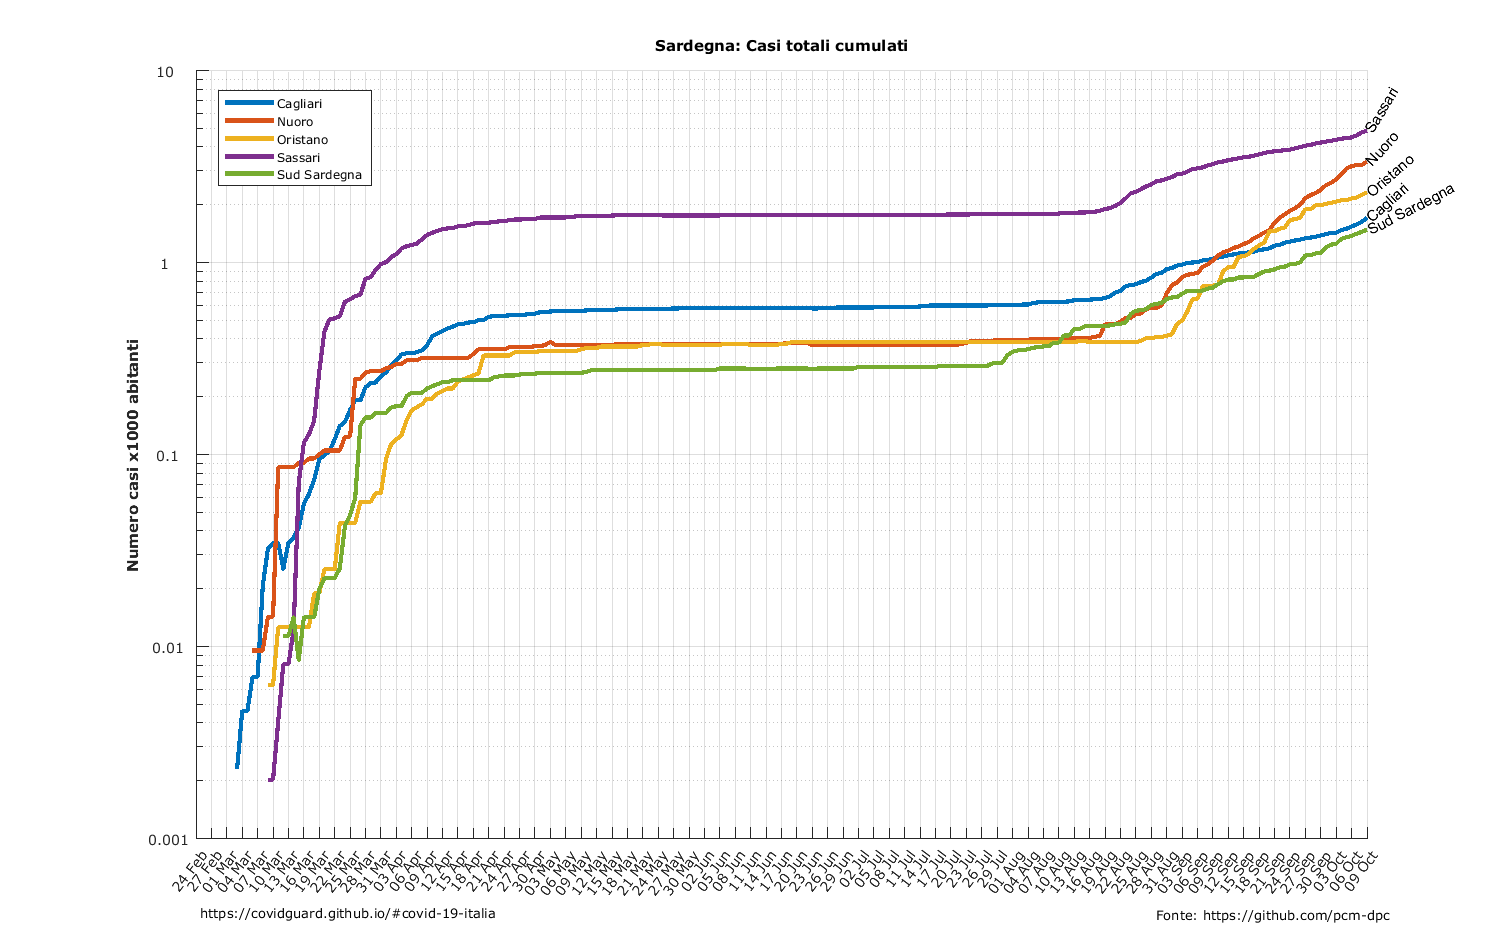 Sardegna: Casi totali cumulati
10
1
0.1
0.01
0.001
Numero casi x1000 abitanti
Cagliari
Nuoro
Oristano
Sassari
Sud Sardegna
Sassari
Nuoro
Oristano
Cagliari
Sud Sardegna
24 Feb
27 Feb
01 Mar
04 Mar
07 Mar
10 Mar
13 Mar
16 Mar
19 Mar
22 Mar
25 Mar
28 Mar
31 Mar
03 Apr
06 Apr
09 Apr
12 Apr
15 Apr
18 Apr
21 Apr
24 Apr
27 Apr
30 Apr
03 May
06 May
09 May
12 May
15 May
18 May
21 May
24 May
27 May
30 May
02 Jun
05 Jun
08 Jun
11 Jun
14 Jun
17 Jun
20 Jun
23 Jun
26 Jun
29 Jun
02 Jul
05 Jul
08 Jul
11 Jul
14 Jul
17 Jul
20 Jul
23 Jul
26 Jul
29 Jul
01 Aug
04 Aug
07 Aug
10 Aug
13 Aug
16 Aug
19 Aug
22 Aug
25 Aug
28 Aug
31 Aug
03 Sep
06 Sep
09 Sep
12 Sep
15 Sep
18 Sep
21 Sep
24 Sep
27 Sep
30 Sep
03 Oct
06 Oct
09 Oct
https://covidguard.github.io/#covid-19-italia
Fonte: https://github.com/pcm-dpc